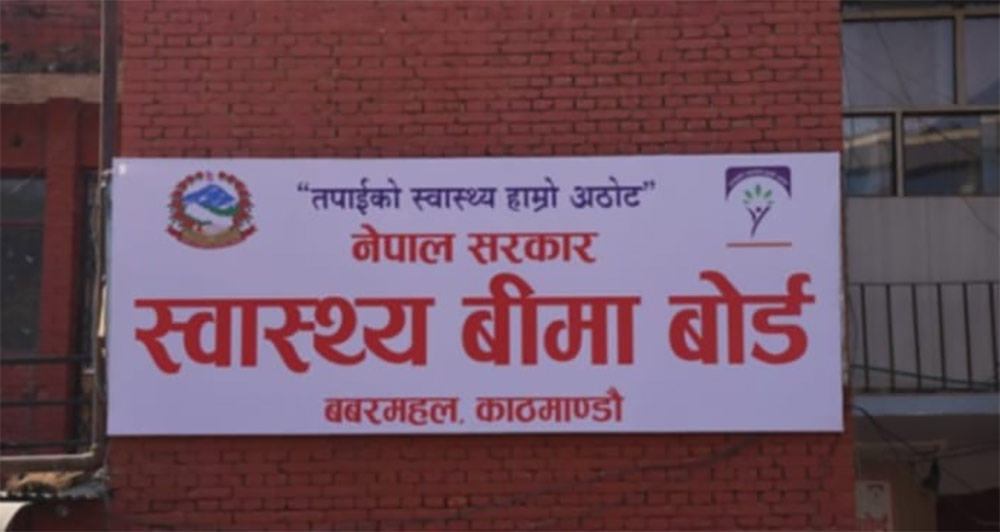 “तपाईको स्वास्थ्य हाम्रो अठोट”
नेपाल सरकार
स्वास्थ्य बीमा बोर्ड
बबरमहल, काठमाण्डौ